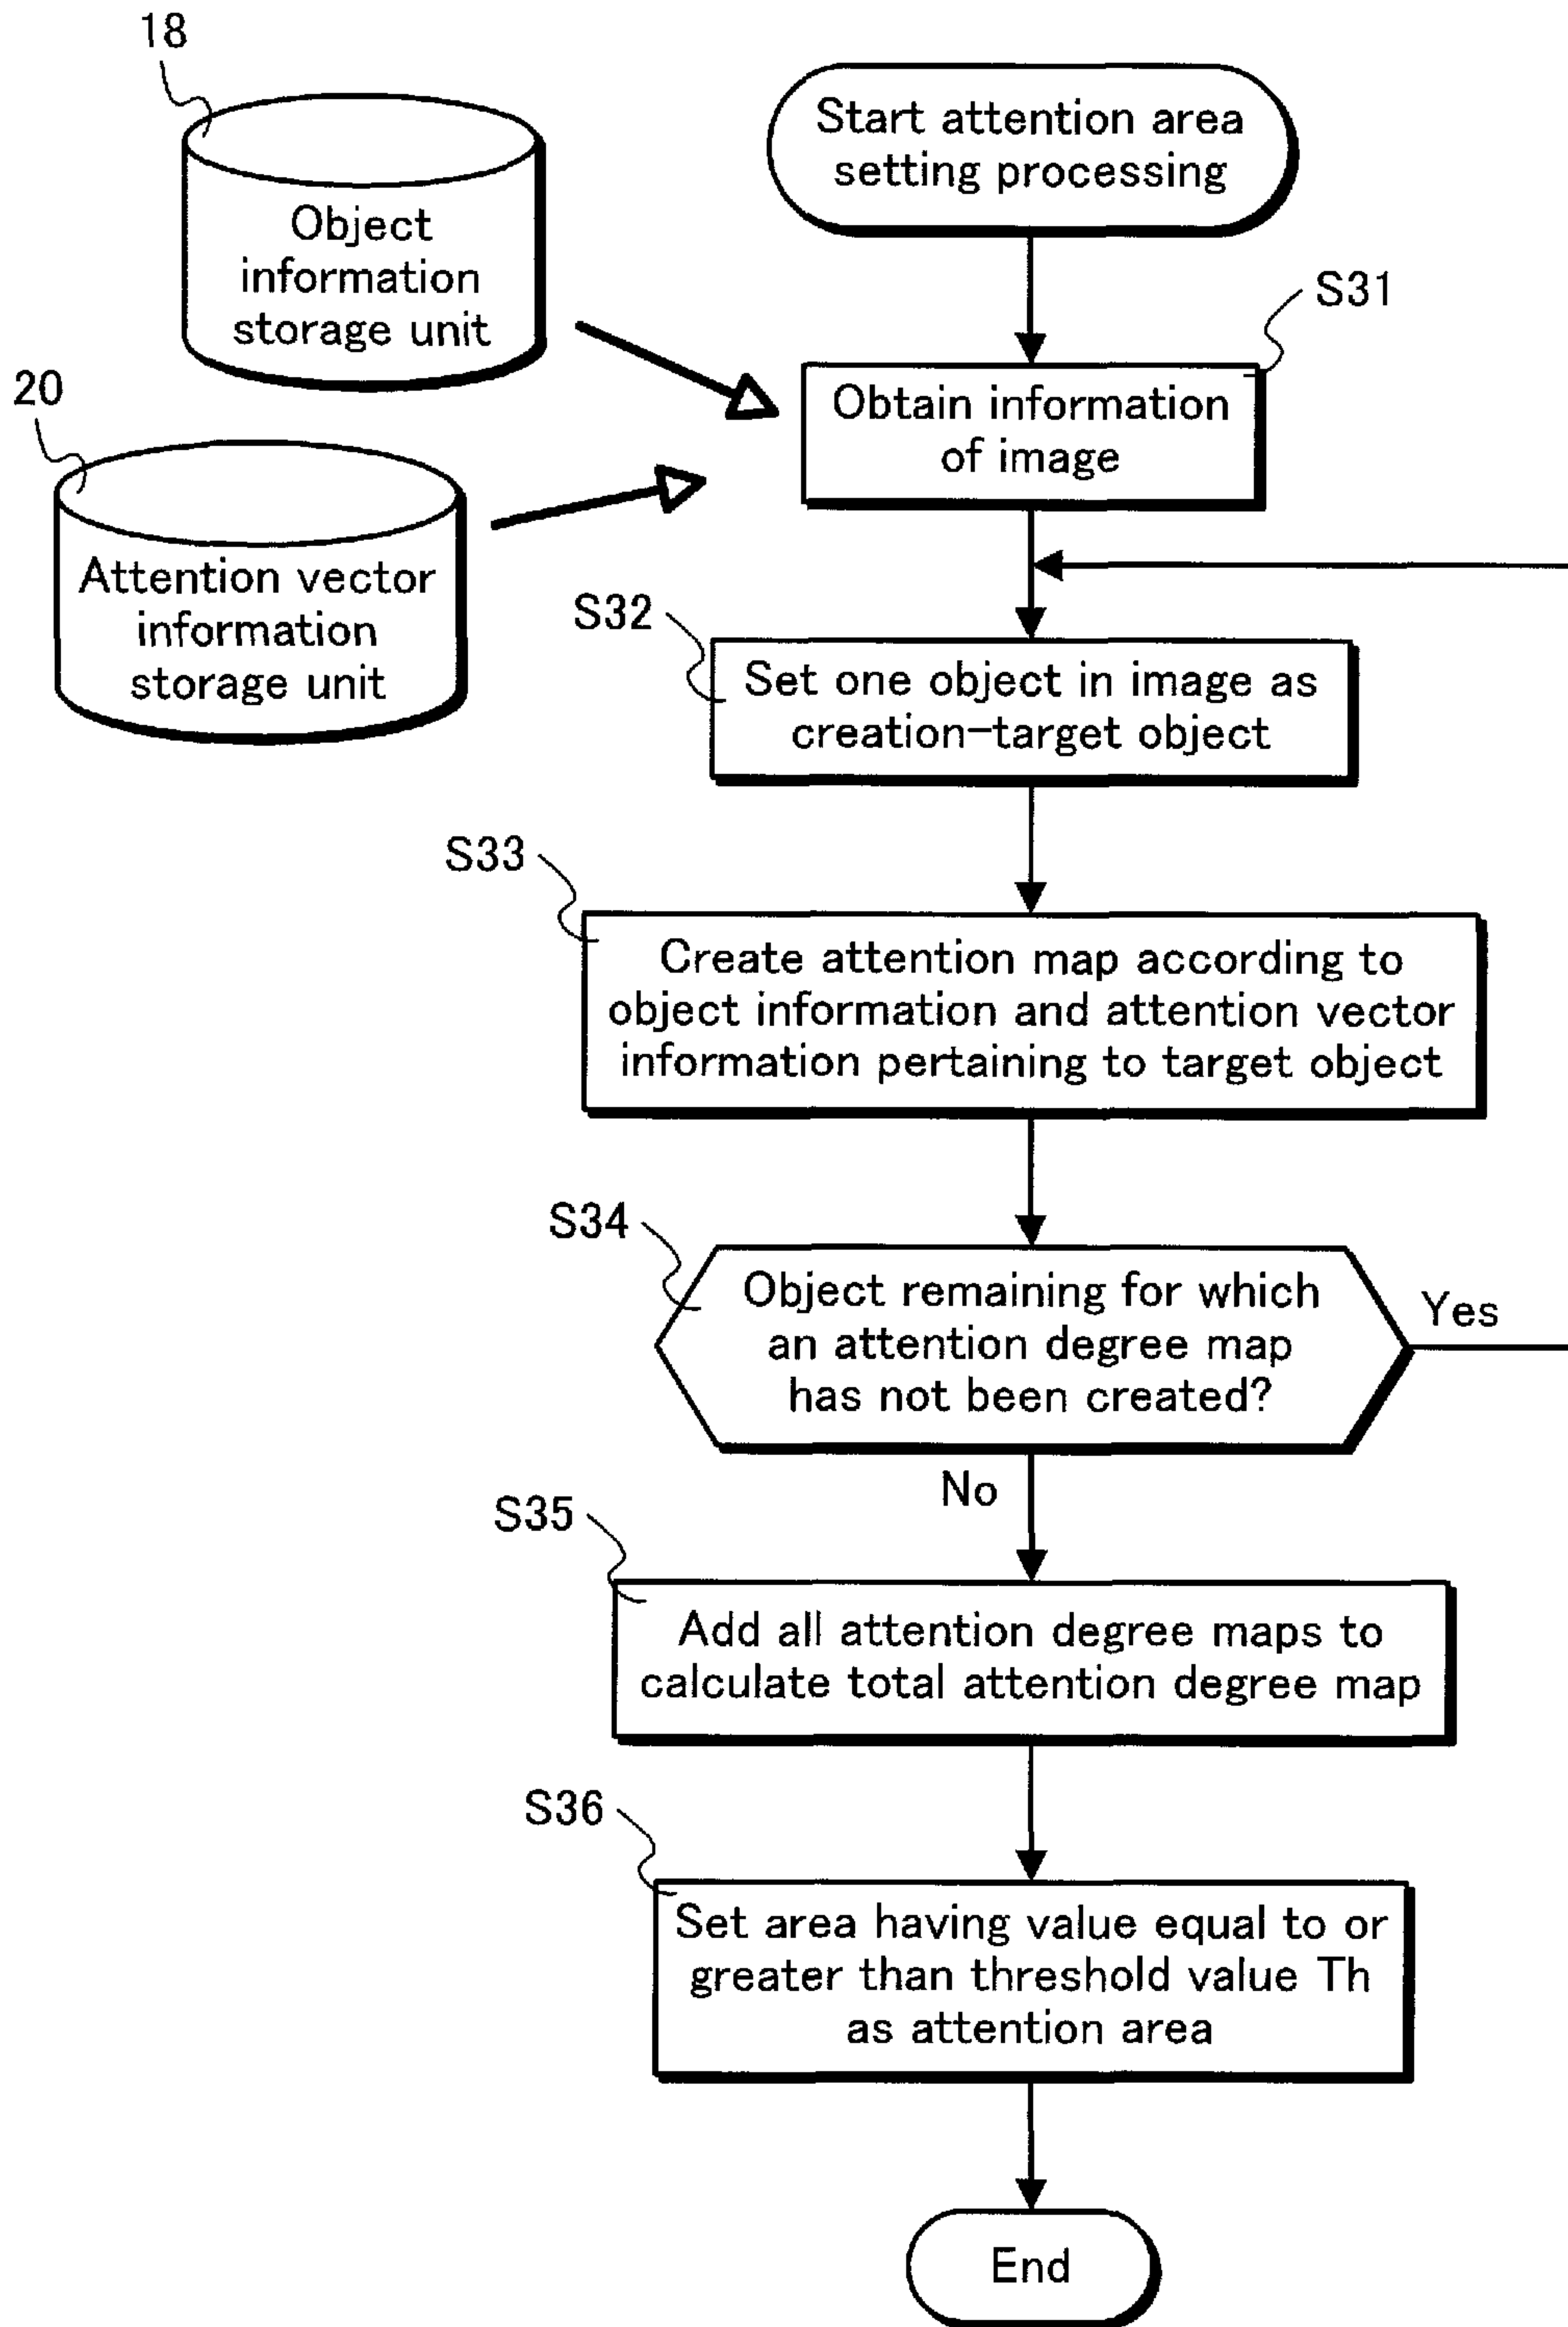 18
Start attention area
setting processing
Object
information
storage unit
S31
Obtain information
of image
20
Attention vector
information
storage unit
S32
Set one object in image as
creation-target object
S33
Create attention map according to
object information and attention vector
information pertaining to target object
S34
Object remaining for which
an attention degree map
has not been created?
Yes
No
S35
Add all attention degree maps to
calculate total attention degree map
S36
Set area having value equal to or
greater than threshold value Th
as attention area
End